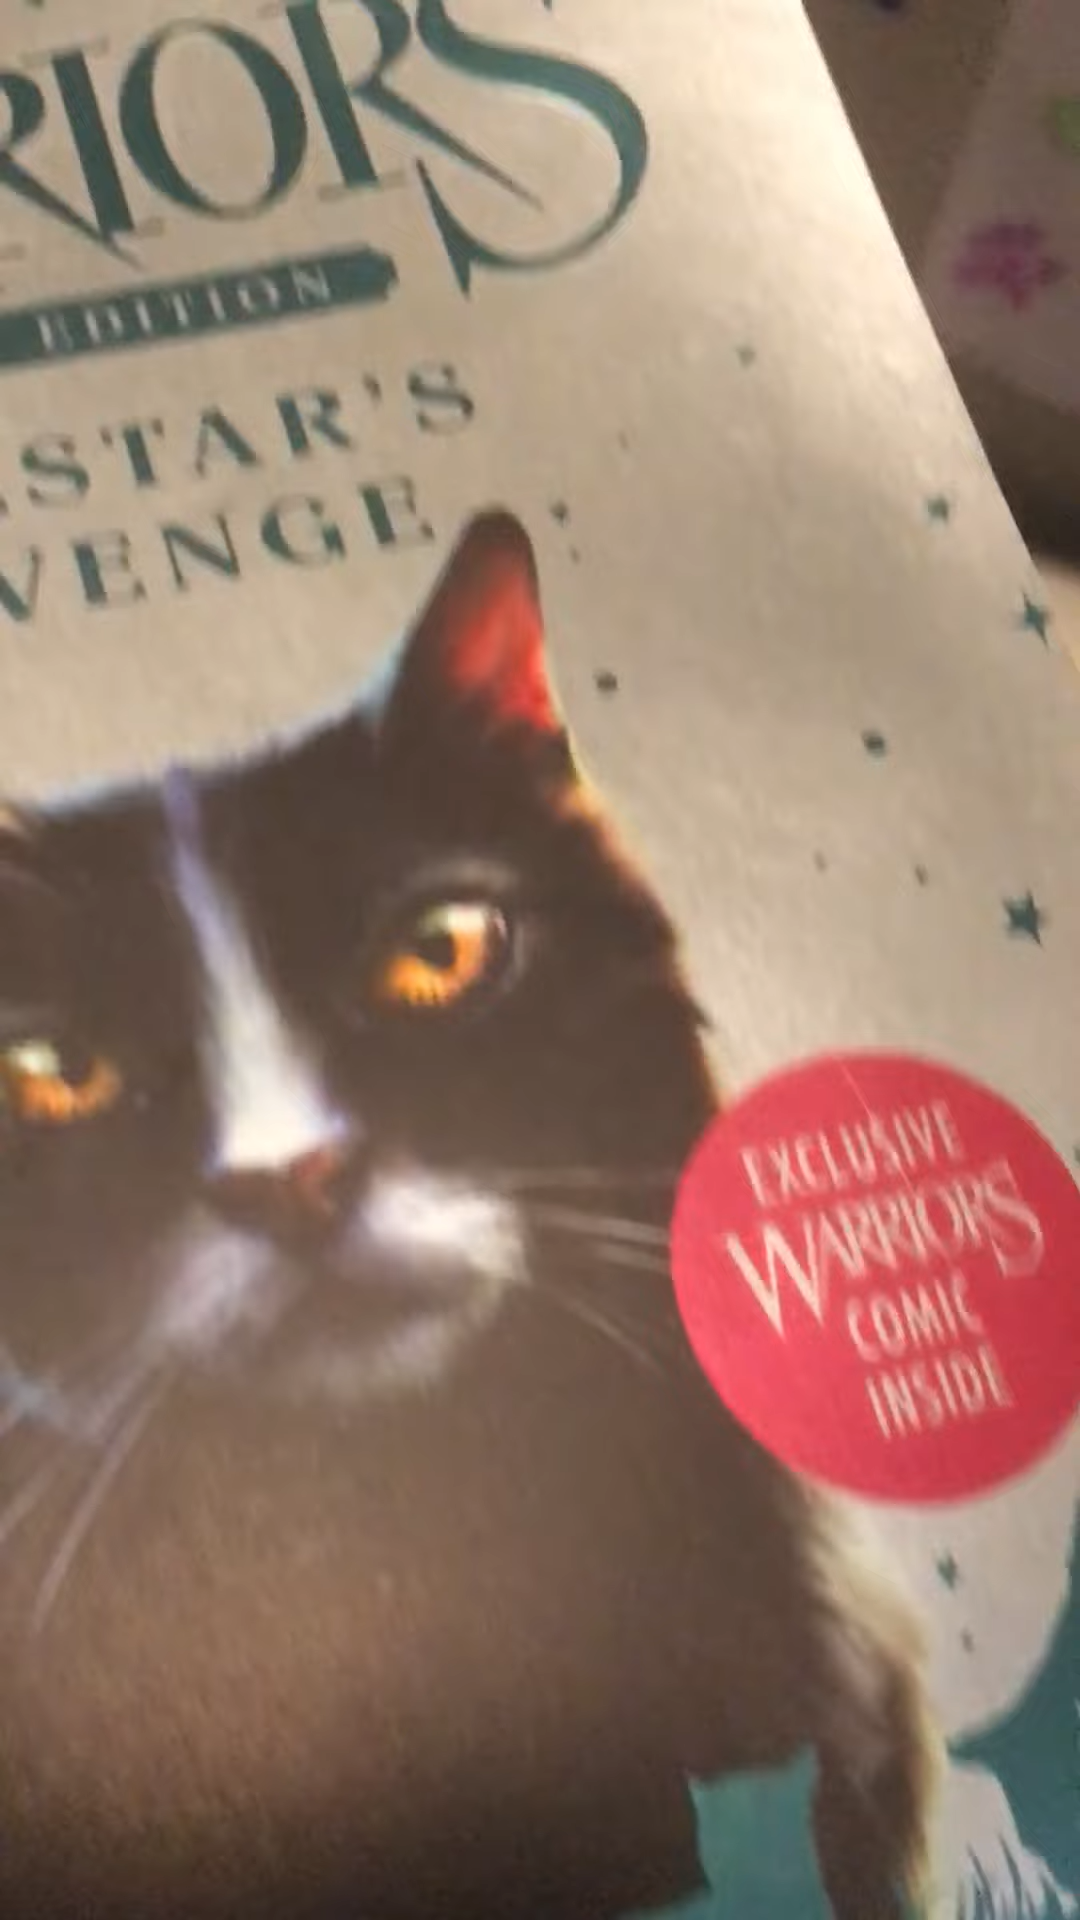 RIORS
EDITION
STAR'S
VENGE
EXCLUSIVE
WARRIORS
COMIC
INSIDE